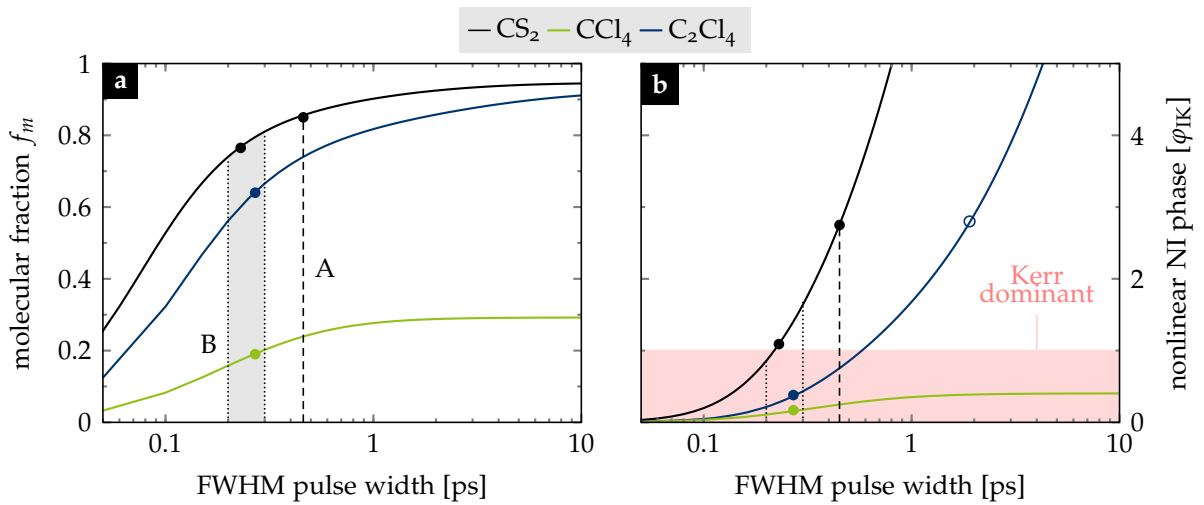 CS₂ CCl₄ C₂Cl₄
a
molecular fraction fₘ
1
0.8
0.6
0.4
0.2
0
A
B
0.1 1 10
FWHM pulse width [ps]
b
Kerr
dominant
4
2
0
nonlinear NI phase [φ_IK]
0.1 1 10
FWHM pulse width [ps]